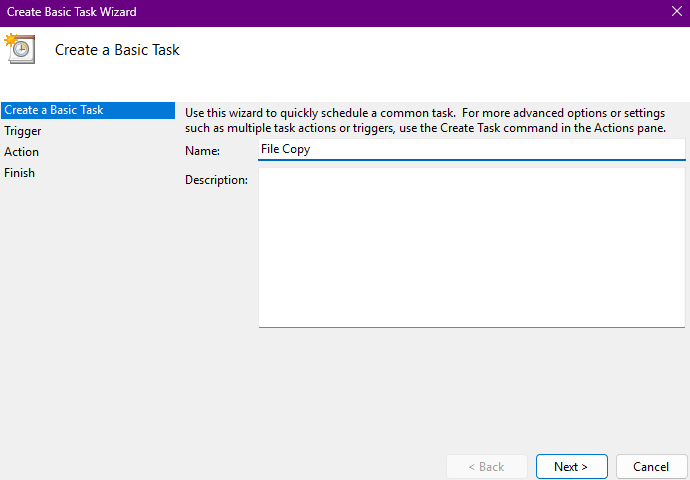 Create Basic Task Wizard
Create a Basic Task
Create a Basic Task
Trigger
Action
Finish
Use this wizard to quickly schedule a common task.  For more advanced options or settings
such as multiple task actions or triggers, use the Create Task command in the Actions pane.
Name:
File Copy
Description:
< Back
Next >
Cancel